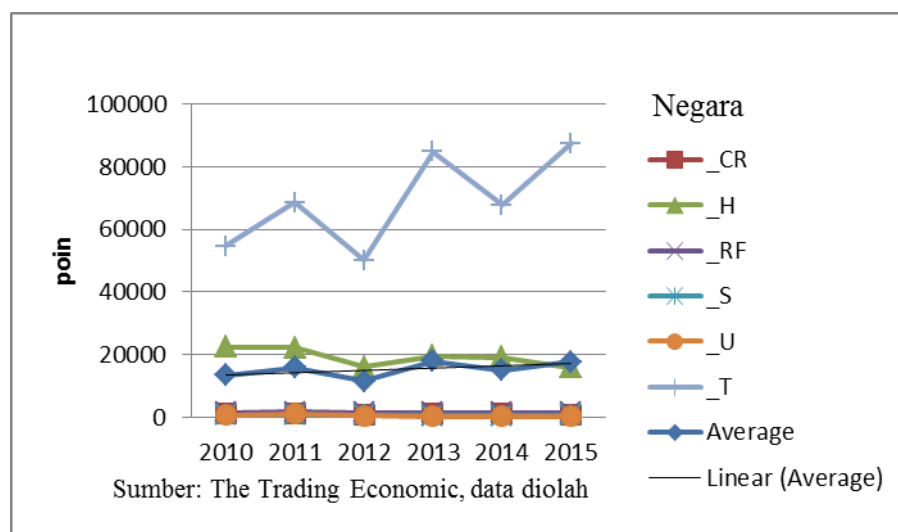 100000
80000
60000
40000
20000
0
poin
2010 2011 2012 2013 2014 2015
Sumber: The Trading Economic, data diolah
Negara
_CR
_H
_RF
_S
_U
_T
Average
Linear (Average)